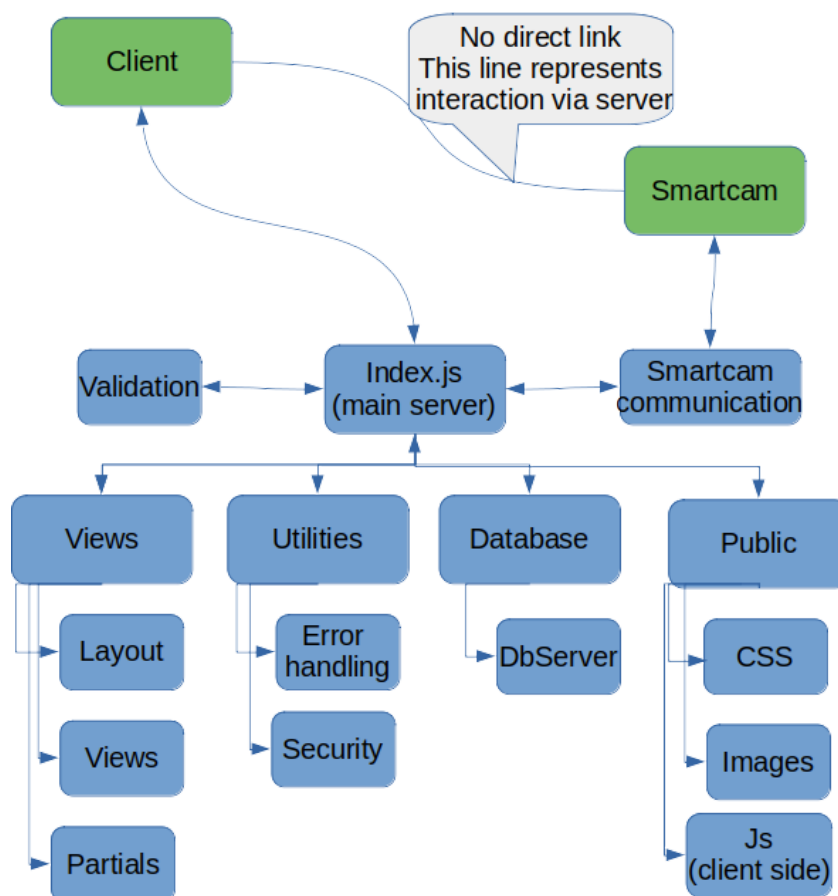 Client
No direct link
This line represents
interaction via server
Smartcam
Validation
Index.js
(main server)
Smartcam
communication
Views
Utilities
Database
Public
Layout
Error
handling
DbServer
CSS
Views
Security
Images
Partials
Js
(client side)